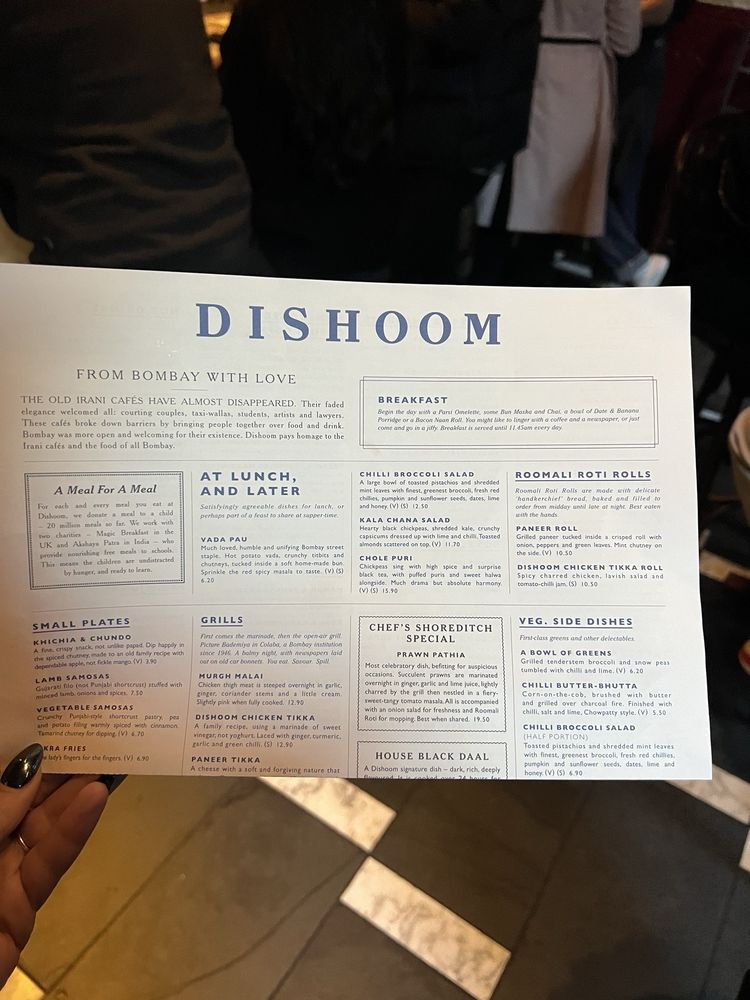 DISHOOM
FROM BOMBAY WITH LOVE
THE OLD IRANI CAFÉS HAVE ALMOST DISAPPEARED. Their faded
elegance welcomed all: courting couples, taxi-wallas, students, artists and lawyers.
These cafés broke down barriers by bringing people together over food and drink.
Bombay was more open and welcoming for their existence. Dishoom pays homage to the
Irani cafés and the food of all Bombay.
BREAKFAST
Begin the day with a Parsi Omelette, some Bun Maska and Chai, a bowl of Date & Banana
Porridge or a Bacon Naan Roll. You might like to linger with a coffee and a newspaper, or just
come and go in a jiffy. Breakfast is served until 11.45am every day.
A Meal For A Meal
For each and every meal you eat at
Dishoom, we donate a meal to a child
– 20 million meals so far. We work with
two charities – Magic Breakfast in the
UK and Akshaya Patra in India – who
provide nourishing free meals to schools.
This means the children are undistracted
by hunger, and ready to learn.
AT LUNCH,
AND LATER
Satisfyingly agreeable dishes for lunch, or
perhaps part of a feast to share at supper-time.
VADA PAU
Much loved, humble and unifying Bombay street
staple. Hot potato vada, crunchy titbits and
chutneys, tucked inside a soft home-made bun.
Sprinkle the red spicy masala to taste. (V) (S)
6.20
CHILLI BROCCOLI SALAD
A large bowl of toasted pistachios and shredded
mint leaves with finest, greenest broccoli, fresh red
chillies, pumpkin and sunflower seeds, dates, lime
and honey. (V) (S) 12.50
KALA CHANA SALAD
Hearty black chickpeas, shredded kale, crunchy
capsicums dressed up with lime and chilli. Toasted
almonds scattered on top. (V) 11.70
CHOLE PURI
Chickpeas sing with high spice and surprise
black tea, with puffed puris and sweet halwa
alongside. Much drama but absolute harmony.
(V) (S) 15.90
ROOMALI ROTI ROLLS
Roomali Roti Rolls are made with delicate
'handkerchief' bread, baked and filled to
order from midday until late at night. Best eaten
with the hands.
PANEER ROLL
Grilled paneer tucked inside a crisped roll with
onion, peppers and green leaves. Mint chutney on
the side. (V) 10.50
DISHOOM CHICKEN TIKKA ROLL
Spicy charred chicken, lavish salad and
tomato-chilli jam. (S) 10.50
SMALL PLATES
KHICHIA & CHUNDO
A fine, crispy snack, not unlike papad. Dip happily in
the spiced chutney, made to an old family recipe with
dependable apple, not fickle mango. (V) 3.90
LAMB SAMOSAS
Gujarati filo (not Punjabi shortcrust) stuffed with
minced lamb, onions and spices. 7.50
VEGETABLE SAMOSAS
Crunchy Punjabi-style shortcrust pastry, pea
and potato filling warmly spiced with cinnamon.
Tamarind chutney for dipping. (V) 6.70
KRA FRIES
lady's fingers for the fingers. (V) 6.90
GRILLS
First comes the marinade, then the open-air grill.
Picture Bademiya in Colaba, a Bombay institution
since 1946. A balmy night, with newspapers laid
out on old car bonnets. You eat. Savour. Spill.
MURGH MALAI
Chicken thigh meat is steeped overnight in garlic,
ginger, coriander stems and a little cream.
Slightly pink when fully cooked. 12.90
DISHOOM CHICKEN TIKKA
A family recipe, using a marinade of sweet
vinegar, not yoghurt. Laced with ginger, turmeric,
garlic and green chilli. (S) 12.90
PANEER TIKKA
A cheese with a soft and forgiving nature that
CHEF'S SHOREDITCH
SPECIAL
PRAWN PATHIA
Most celebratory dish, befitting for auspicious
occasions. Succulent prawns are marinated
overnight in ginger, garlic and lime juice, lightly
charred by the grill then nestled in a fiery-
sweet-tangy tomato masala. All is accompanied
with an onion salad for freshness and Roomali
Roti for mopping. Best when shared. 19.50
HOUSE BLACK DAAL
A Dishoom signature dish – dark, rich, deeply
flavoured. It is cooked over 24 hours for
VEG. SIDE DISHES
First-class greens and other delectables.
A BOWL OF GREENS
Grilled tenderstem broccoli and snow peas
tumbled with chilli and lime. (V) 6.20
CHILLI BUTTER-BHUTTA
Corn-on-the-cob, brushed with butter
and grilled over charcoal fire. Finished with
chilli, salt and lime, Chowpatty style. (V) 5.50
CHILLI BROCCOLI SALAD
(HALF PORTION)
Toasted pistachios and shredded mint leaves
with finest, greenest broccoli, fresh red chillies,
pumpkin and sunflower seeds, dates, lime and
honey. (V) (S) 6.90